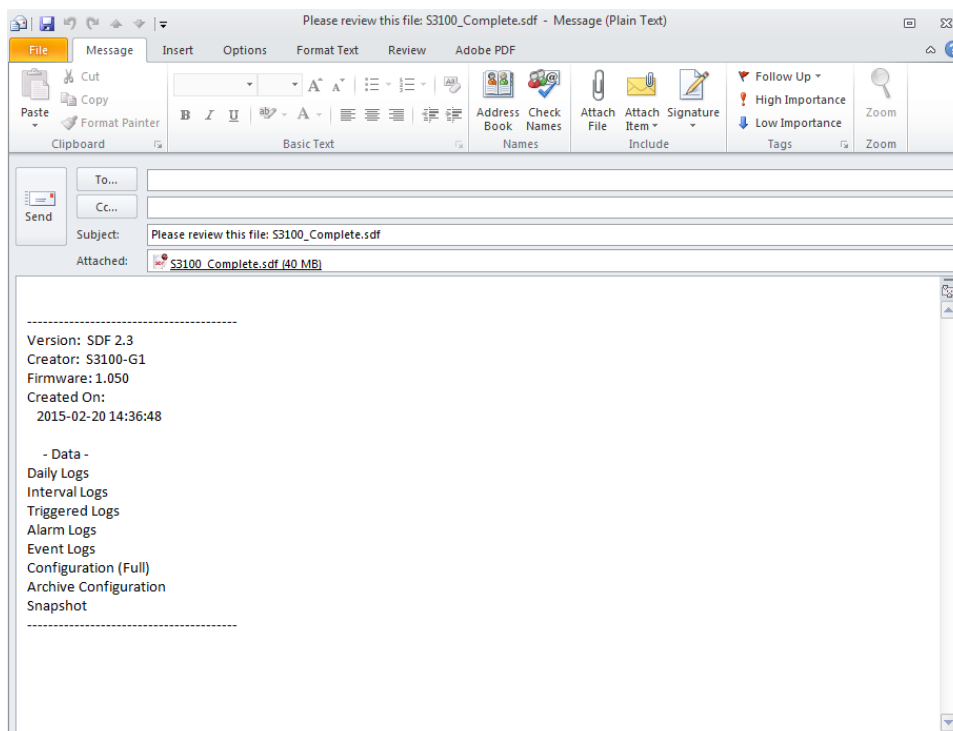 Please review this file: S3100_Complete.sdf - Message (Plain Text)
File Message Insert Options Format Text Review Adobe PDF
Paste
Cut
Copy
Format Painter
Clipboard
B I U
Basic Text
Address Book
Check Names
Names
Attach File
Attach Item
Signature
Include
Follow Up
High Importance
Low Importance
Tags
Zoom
Zoom
Send
To...
Cc...
Subject: Please review this file: S3100_Complete.sdf
Attached: S3100_Complete.sdf (40 MB)
----------------------------------------
Version: SDF 2.3
Creator: S3100-G1
Firmware: 1.050
Created On:
2015-02-20 14:36:48
- Data -
Daily Logs
Interval Logs
Triggered Logs
Alarm Logs
Event Logs
Configuration (Full)
Archive Configuration
Snapshot
----------------------------------------